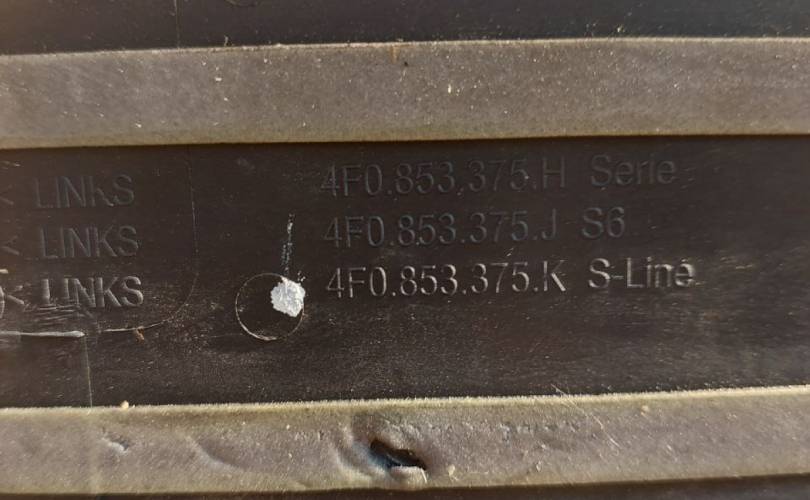 < LINKS 4F0.853.375.H Serie
< LINKS 4F0.853.375.J S6
< LINKS 4F0.853.375.K S-Line